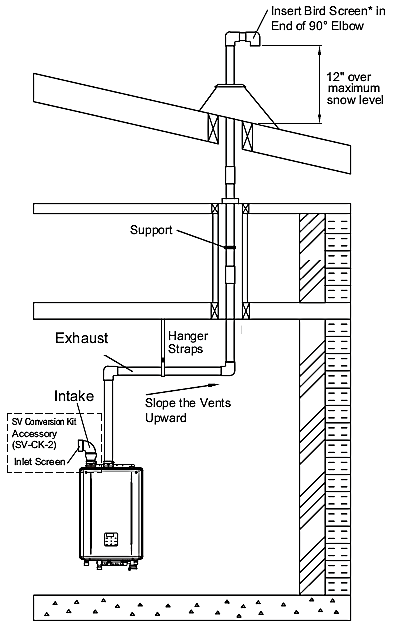 Insert Bird Screen* in
End of 90° Elbow
12" over
maximum
snow level
Support
Hanger
Straps
Exhaust
Slope the Vents
Upward
Intake
SV Conversion Kit
Accessory
(SV-CK-2)
Inlet Screen